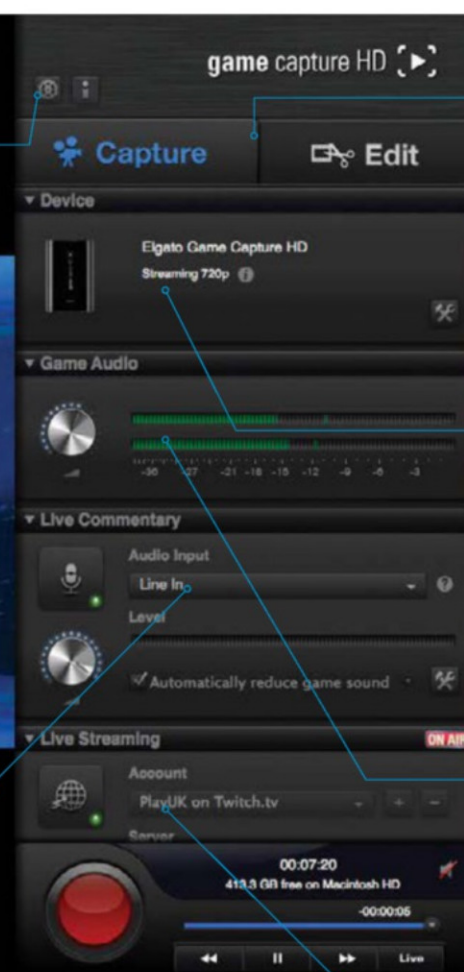 game capture HD
Capture
Edit
Device
Elgato Game Capture HD
Streaming 720p
Game Audio
-36 -27 -21 -18 -15 -12 -9 -6 -3
Live Commentary
Audio Input
Line In
Level
Automatically reduce game sound
Live Streaming
ON AIR
Account
PlayUK on Twitch.tv
Server
00:07:20
413.3 GB free on Macintosh HD
-00:00:05
Live